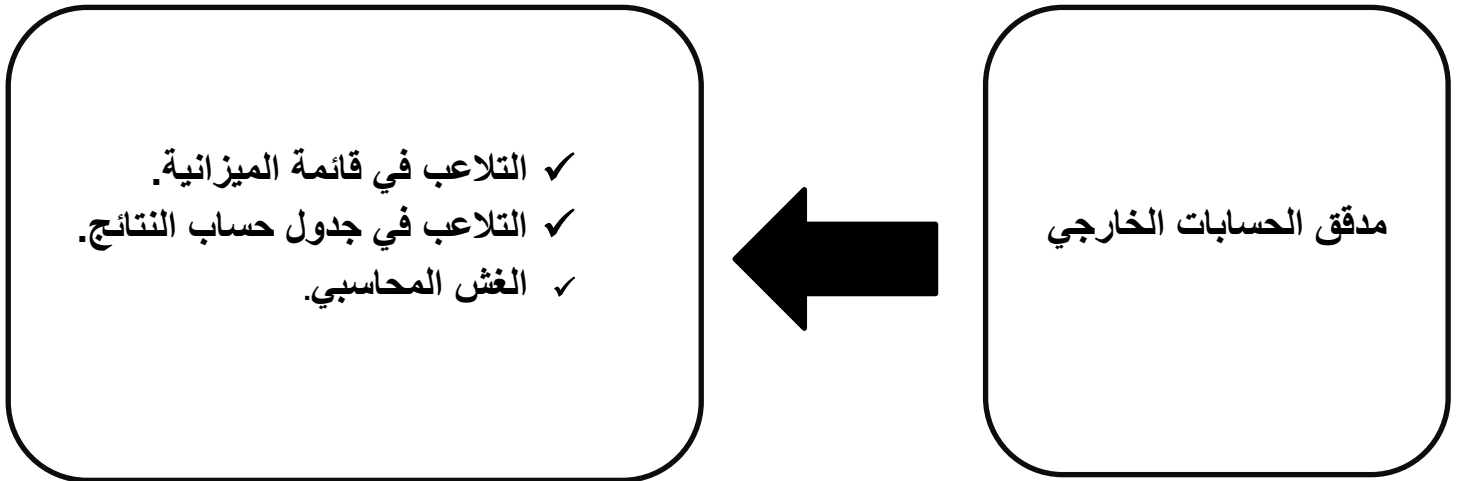 مدقق الحسابات الخارجي
✓ التلاعب في قائمة الميزانية.
✓ التلاعب في جدول حساب النتائج.
✓ الغش المحاسبي.